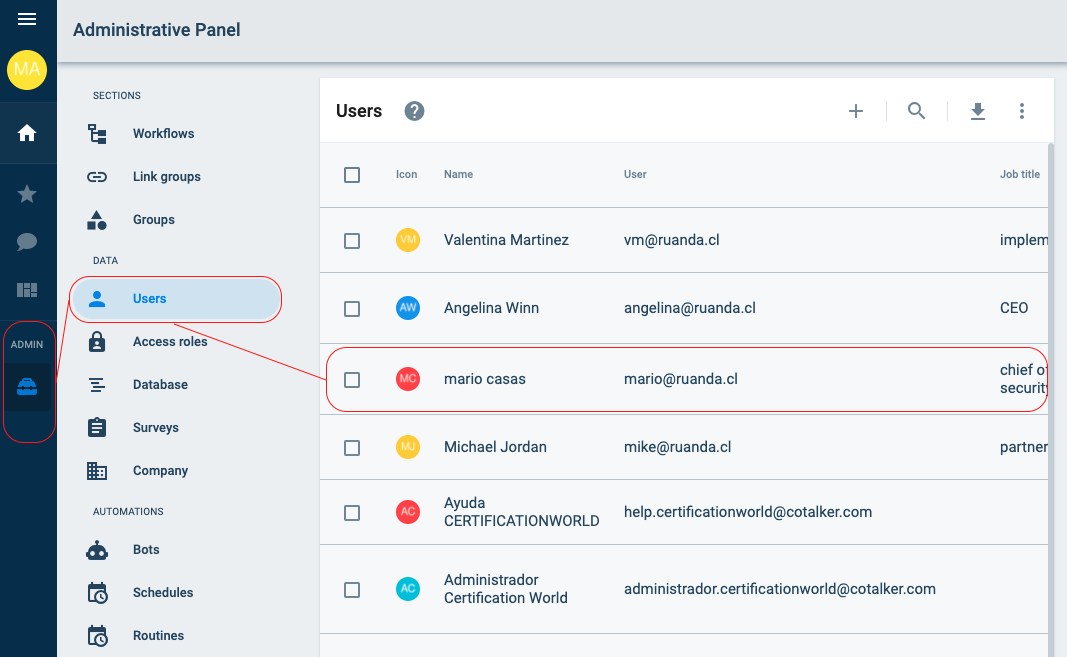 Administrative Panel
MA
ADMIN
SECTIONS
Workflows
Link groups
Groups
DATA
Users
Access roles
Database
Surveys
Company
AUTOMATIONS
Bots
Schedules
Routines
Users ?
Icon Name User Job title
VM Valentina Martinez vm@ruanda.cl implem
AW Angelina Winn angelina@ruanda.cl CEO
MC mario casas mario@ruanda.cl chief of
security
MJ Michael Jordan mike@ruanda.cl partner
AC Ayuda
CERTIFICATIONWORLD help.certificationworld@cotalker.com
AC Administrador
Certification World administrador.certificationworld@cotalker.com